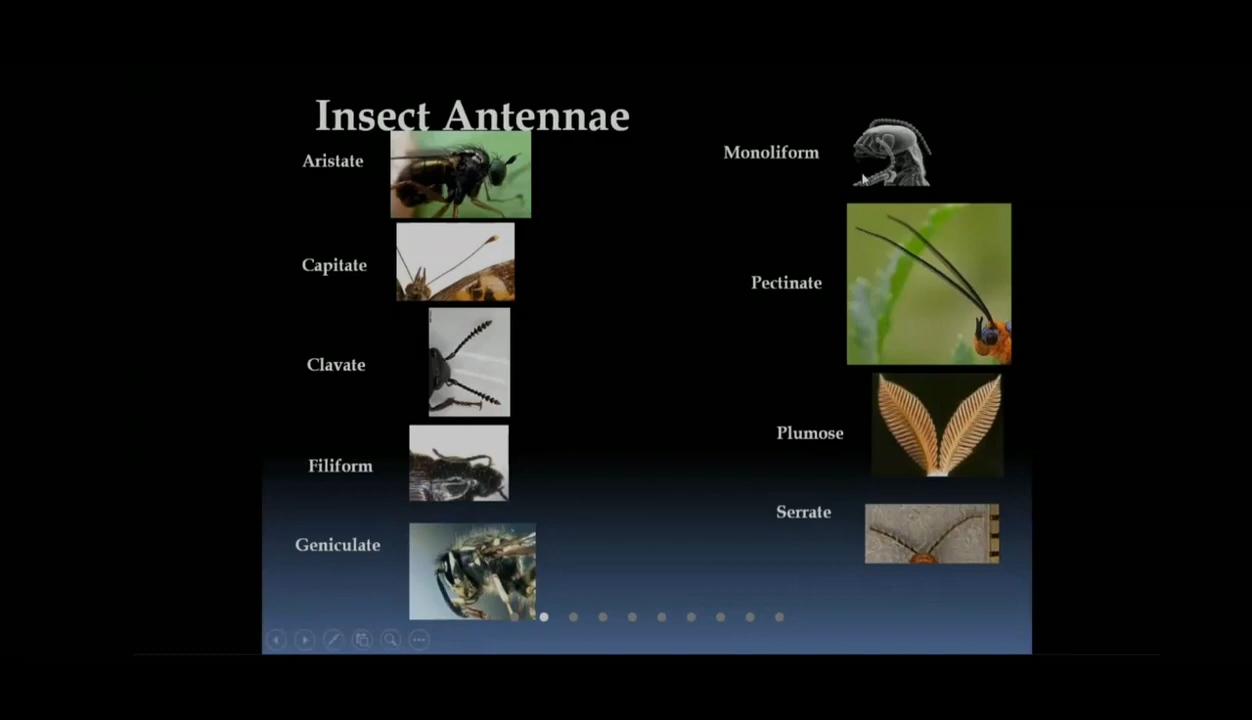 Insect Antennae
Aristate
Capitate
Clavate
Filiform
Geniculate
Monoliform
Pectinate
Plumose
Serrate